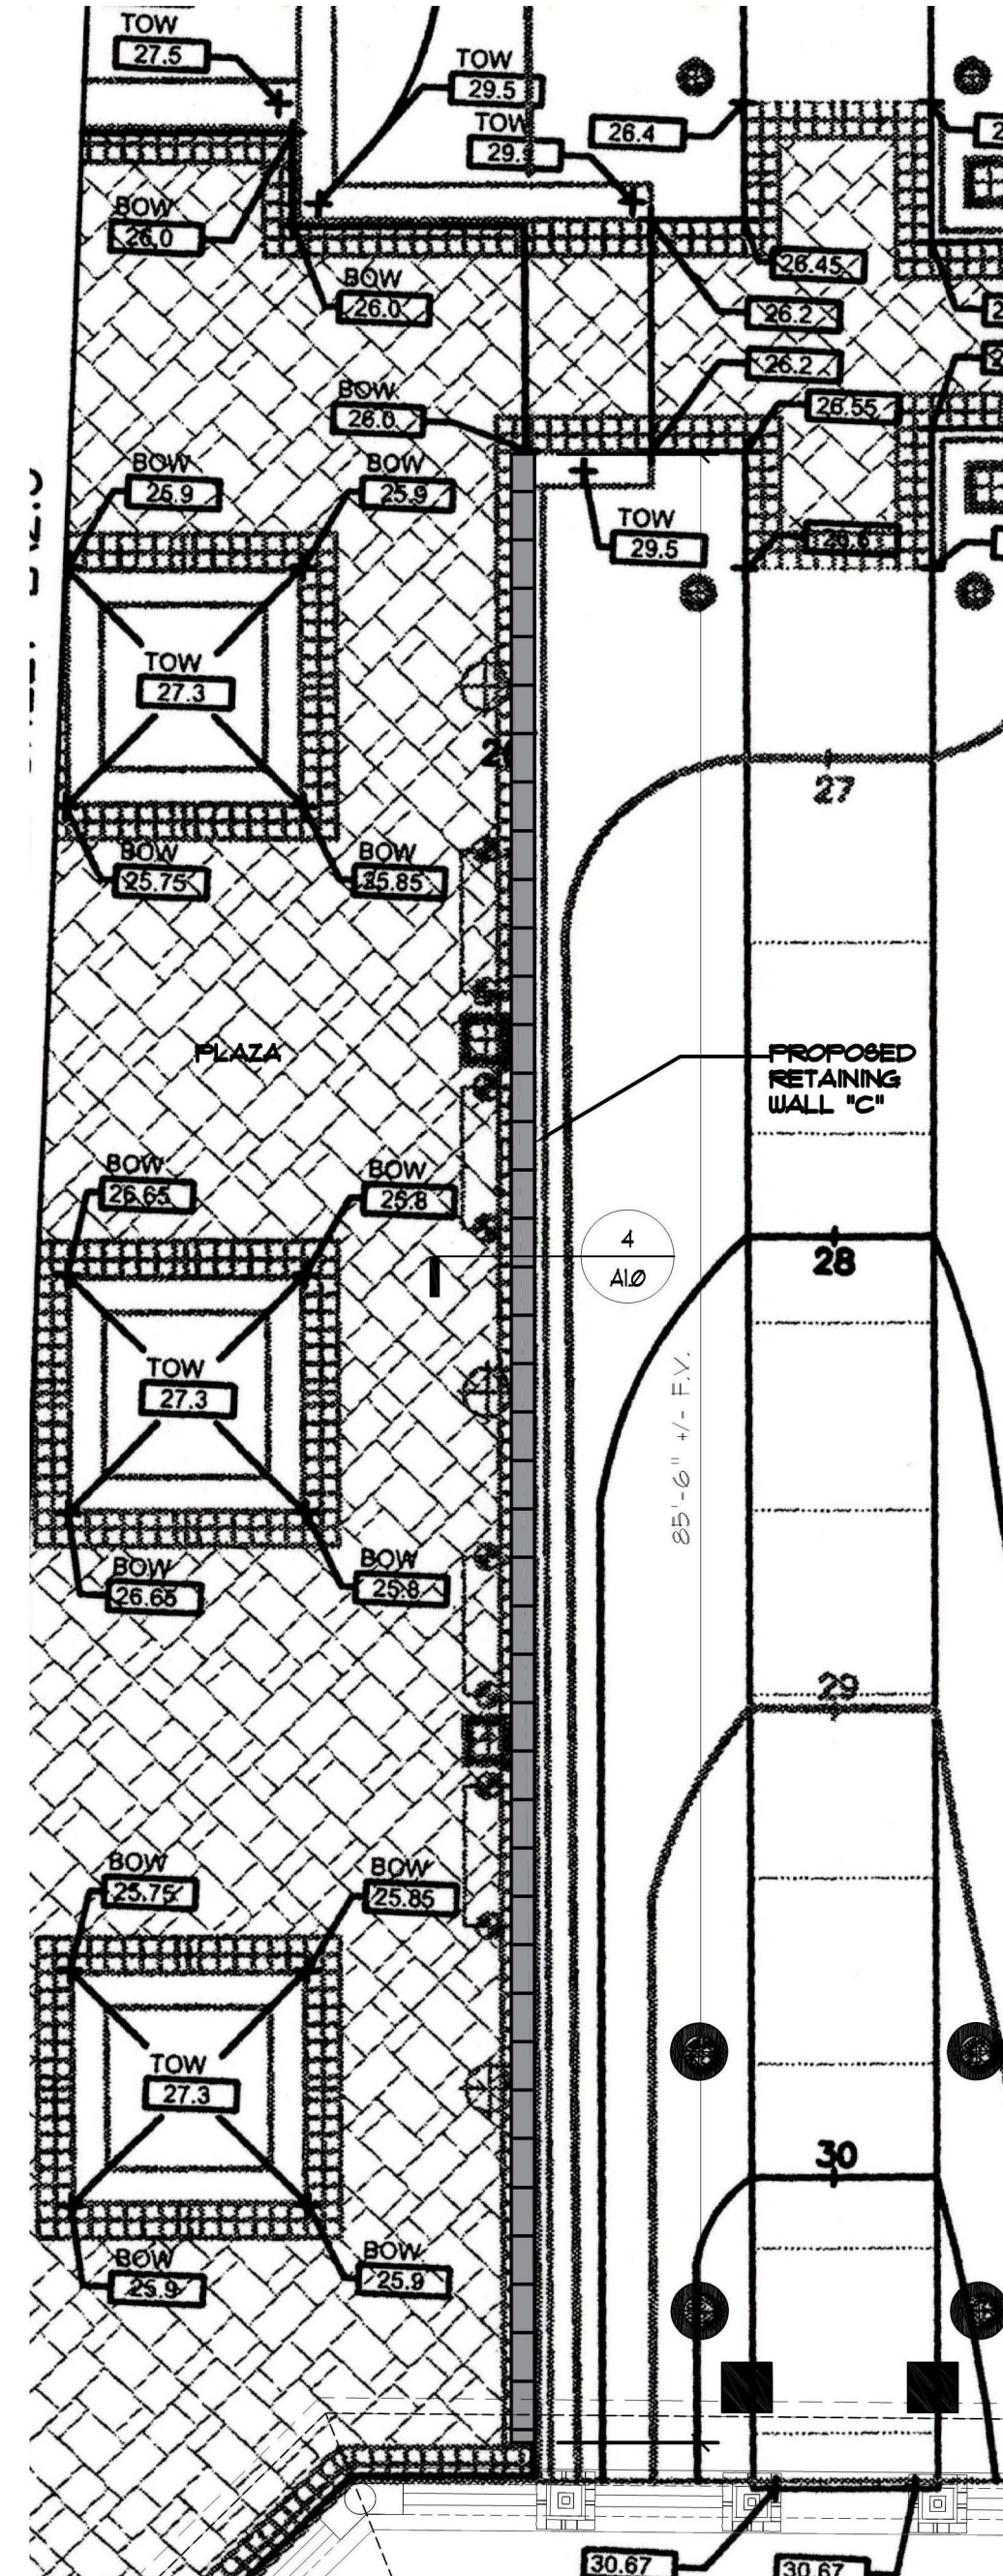 TOW
27.5
TOW
29.5
TOW
26.4
BOW
26.0
26.45
BOW
26.0
26.2
26.2
BOW
26.0
26.55
BOW
25.9
BOW
25.9
TOW
29.5
TOW
27.3
27
BOW
25.75
BOW
25.85
PLAZA
PROPOSED
RETAINING
WALL "C"
BOW
26.65
BOW
25.8
4
A1.0
28
85'-6" +/- F.V.
TOW
27.3
BOW
26.65
BOW
25.8
29
BOW
25.75
BOW
25.85
TOW
27.3
30
BOW
25.9
BOW
25.9
30.67
30.67